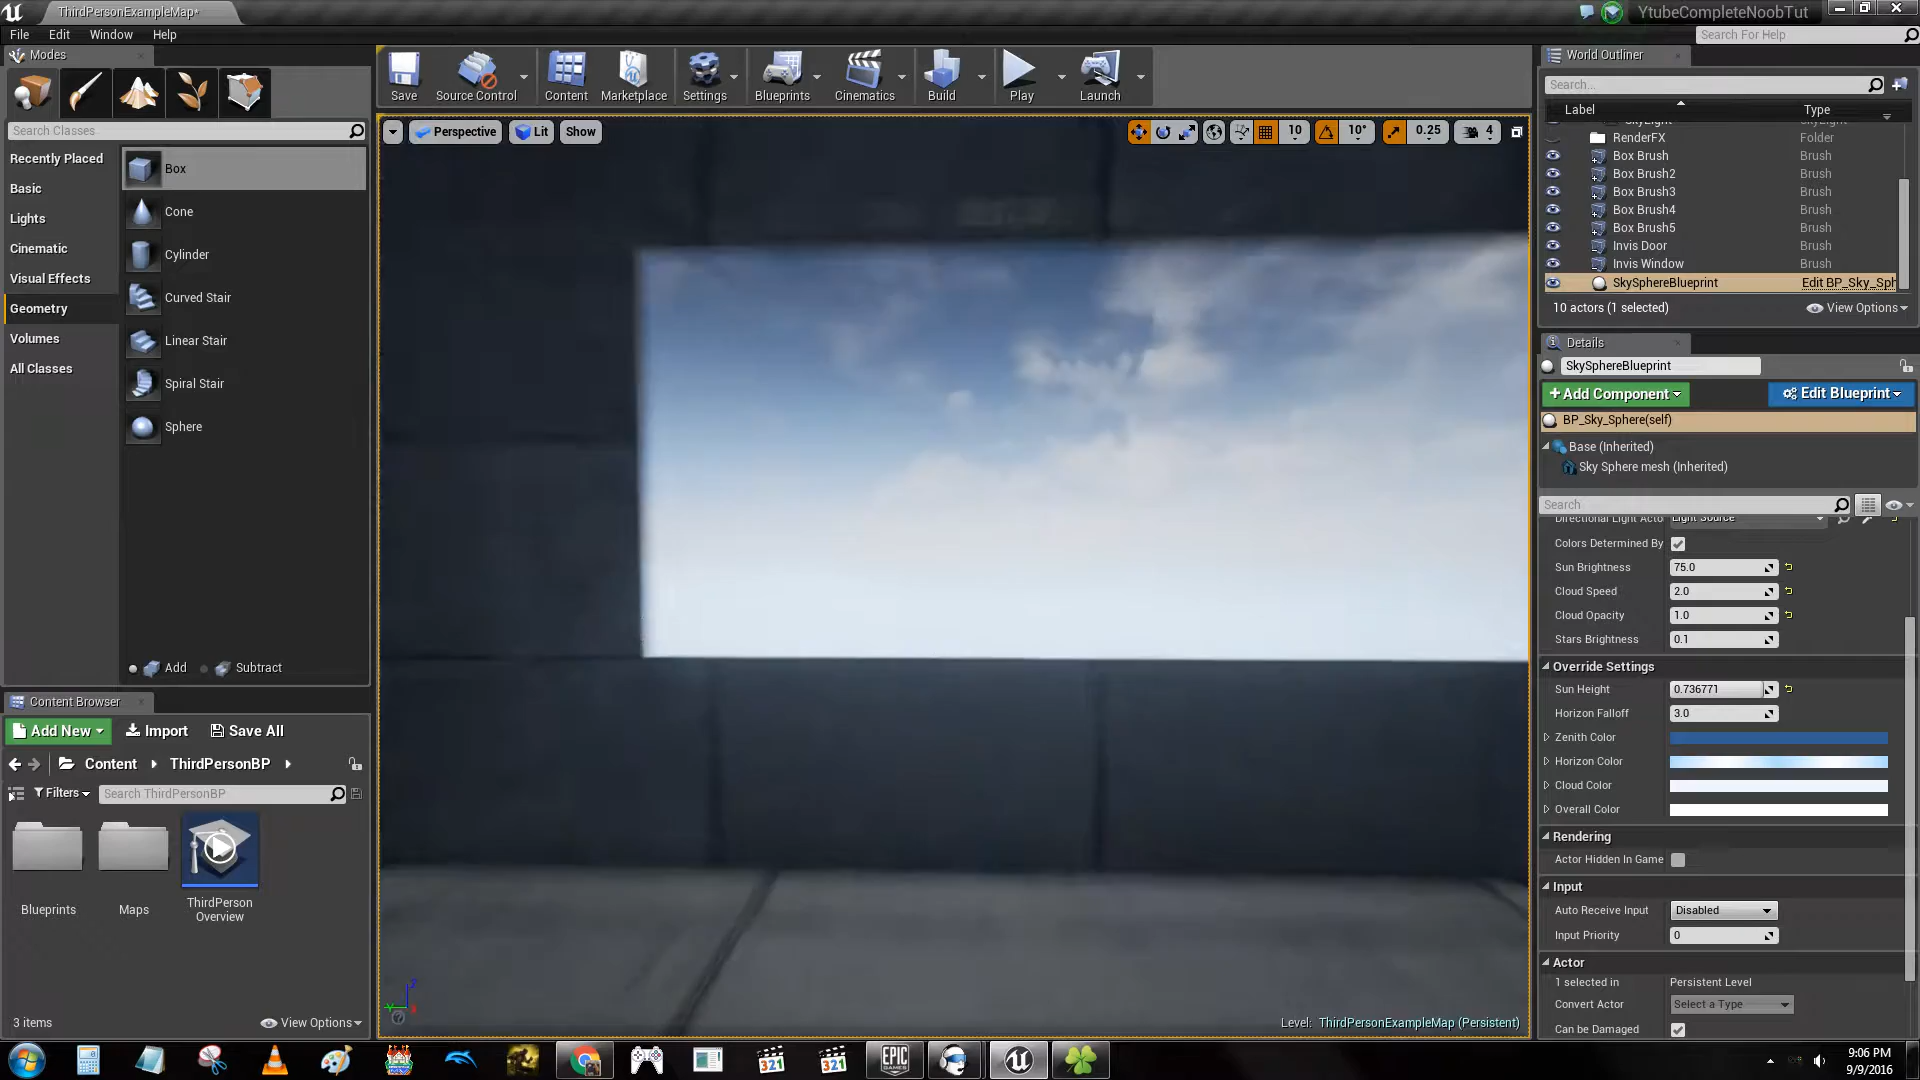 ThirdPersonExampleMap*
YtubeCompleteNoobTut
File Edit Window Help
Search For Help
Modes
Save
Source Control
Content
Marketplace
Settings
Blueprints
Cinematics
Build
Play
Launch
Search Classes
Recently Placed
Basic
Lights
Cinematic
Visual Effects
Geometry
Volumes
All Classes
Box
Cone
Cylinder
Curved Stair
Linear Stair
Spiral Stair
Sphere
Add
Subtract
Perspective
Lit
Show
10
10°
0.25
4
Level: ThirdPersonExampleMap (Persistent)
Content Browser
Add New
Import
Save All
Content
ThirdPersonBP
Filters
Search ThirdPersonBP
Blueprints
Maps
ThirdPerson
Overview
3 items
View Options
World Outliner
Search...
Label Type
RenderFX Folder
Box Brush Brush
Box Brush2 Brush
Box Brush3 Brush
Box Brush4 Brush
Box Brush5 Brush
Invis Door Brush
Invis Window Brush
SkySphereBlueprint Edit BP_Sky_Sph
10 actors (1 selected)
View Options
Details
SkySphereBlueprint
+Add Component
Edit Blueprint
BP_Sky_Sphere(self)
Base (Inherited)
Sky Sphere mesh (Inherited)
Search
Directional Light Acto Light Source
Colors Determined By
Sun Brightness 75.0
Cloud Speed 2.0
Cloud Opacity 1.0
Stars Brightness 0.1
Override Settings
Sun Height 0.736771
Horizon Falloff 3.0
Zenith Color
Horizon Color
Cloud Color
Overall Color
Rendering
Actor Hidden In Game
Input
Auto Receive Input Disabled
Input Priority 0
Actor
1 selected in Persistent Level
Convert Actor Select a Type
Can be Damaged
321
321
EPIC
GAMES
9:06 PM
9/9/2016